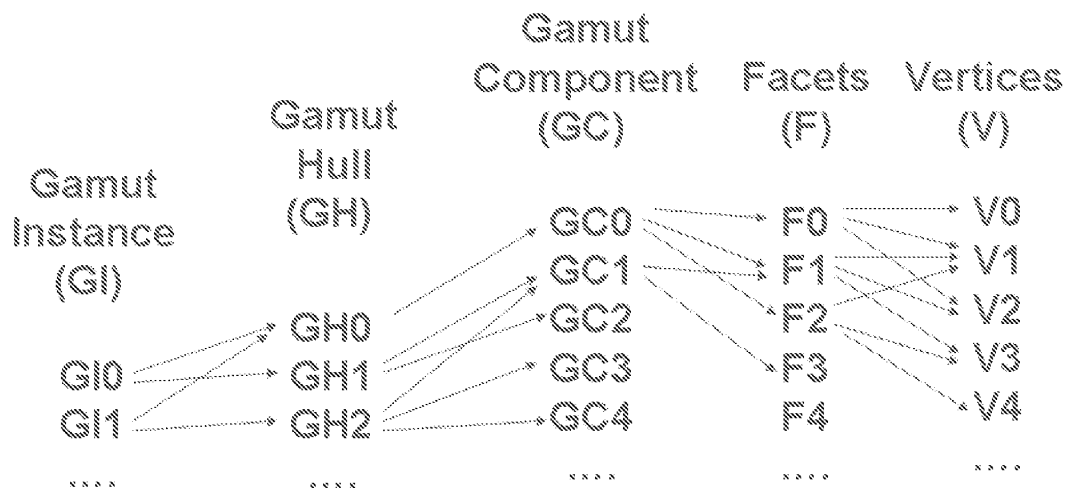 Gamut
Instance
(GI)
GI0
GI1
....
Gamut
Hull
(GH)
GH0
GH1
GH2
....
Gamut
Component
(GC)
GC0
GC1
GC2
GC3
GC4
....
Facets
(F)
F0
F1
F2
F3
F4
....
Vertices
(V)
V0
V1
V2
V3
V4
....